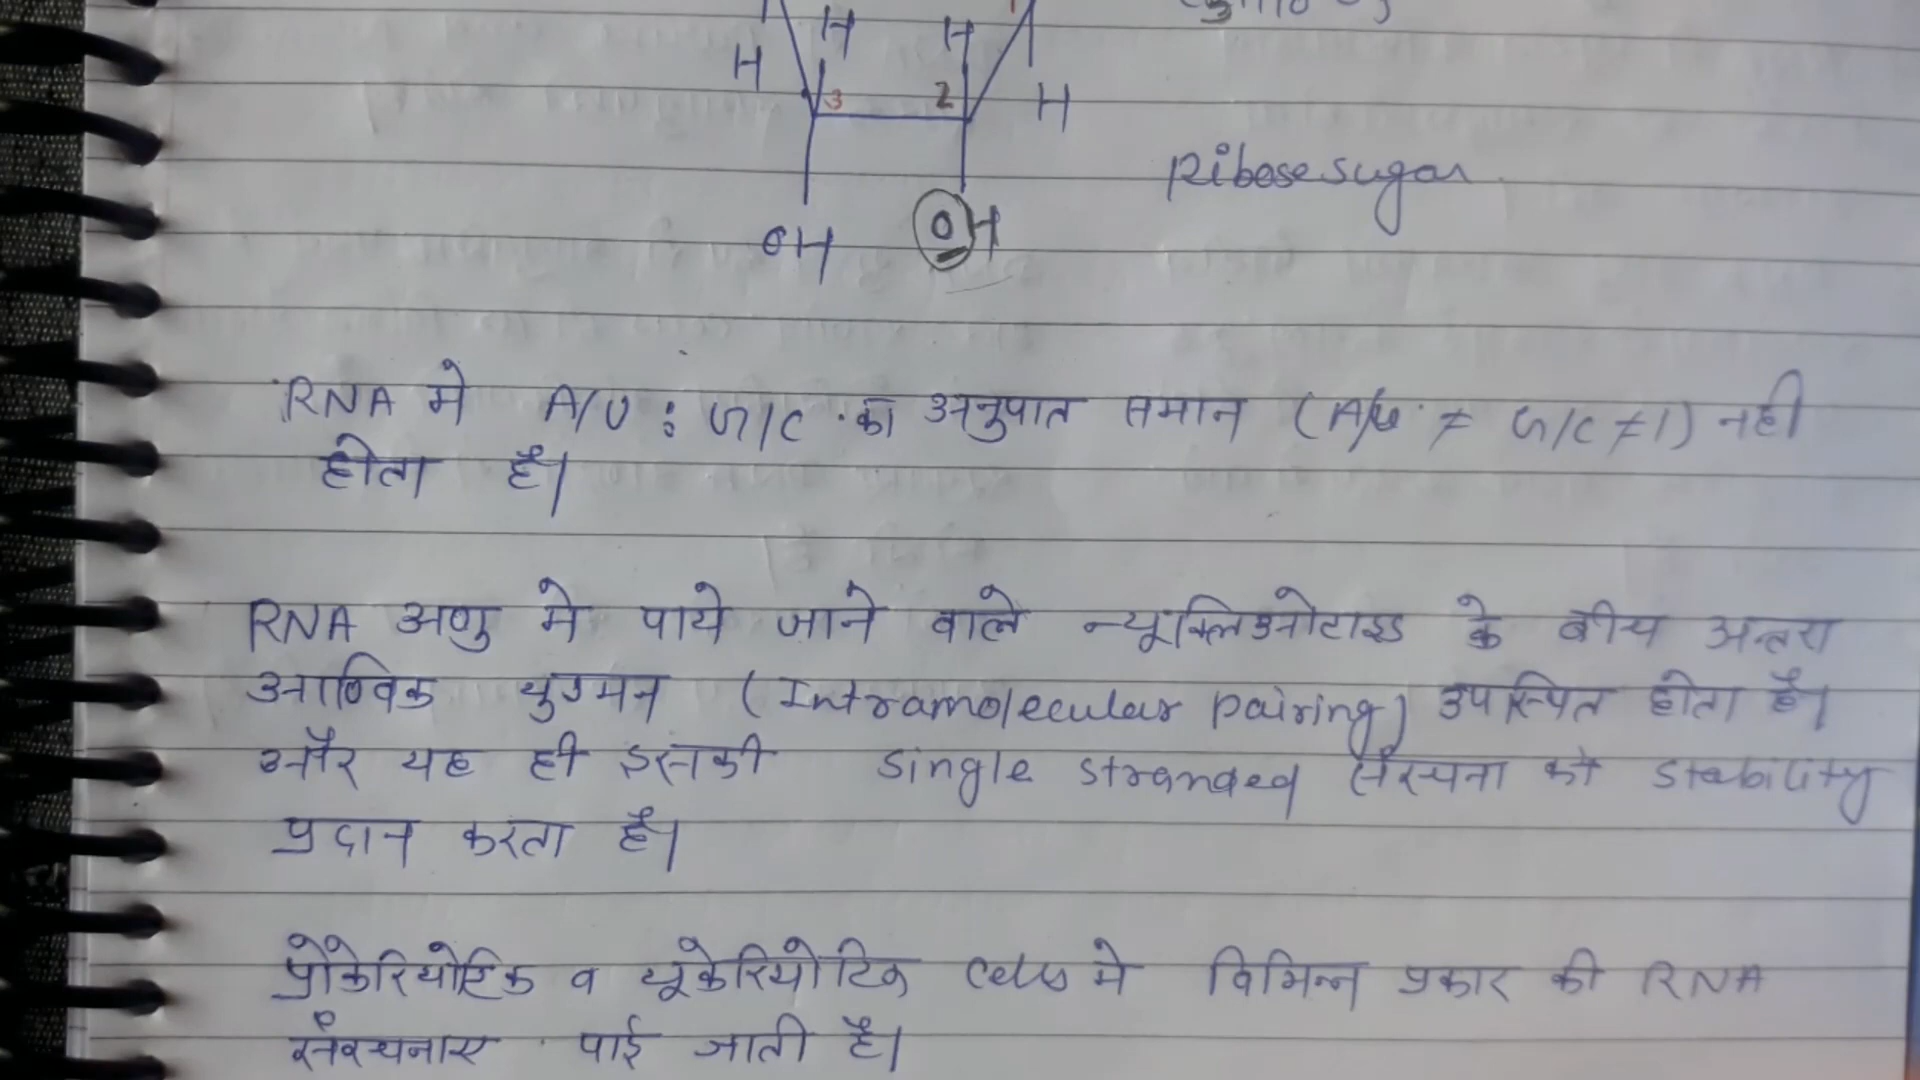 H H H
3 2 H
Ribose sugar
OH OH
RNA मे A/U : G/C का अनुपात समान (A/U ≠ G/C ≠ 1) नही
होता है।
RNA अणु मे पाये जाने वाले न्यूक्लिओटाइड के बीच अन्तरा
आण्विक युग्मन (Intramolecular pairing) उपस्थित होता है।
और यह ही इसकी single stranded संरचना को stability
प्रदान करता है।
प्रोकेरियोटिक व यूकेरियोटिक cells मे विभिन्न प्रकार की RNA
संरचनाए पाई जाती है।